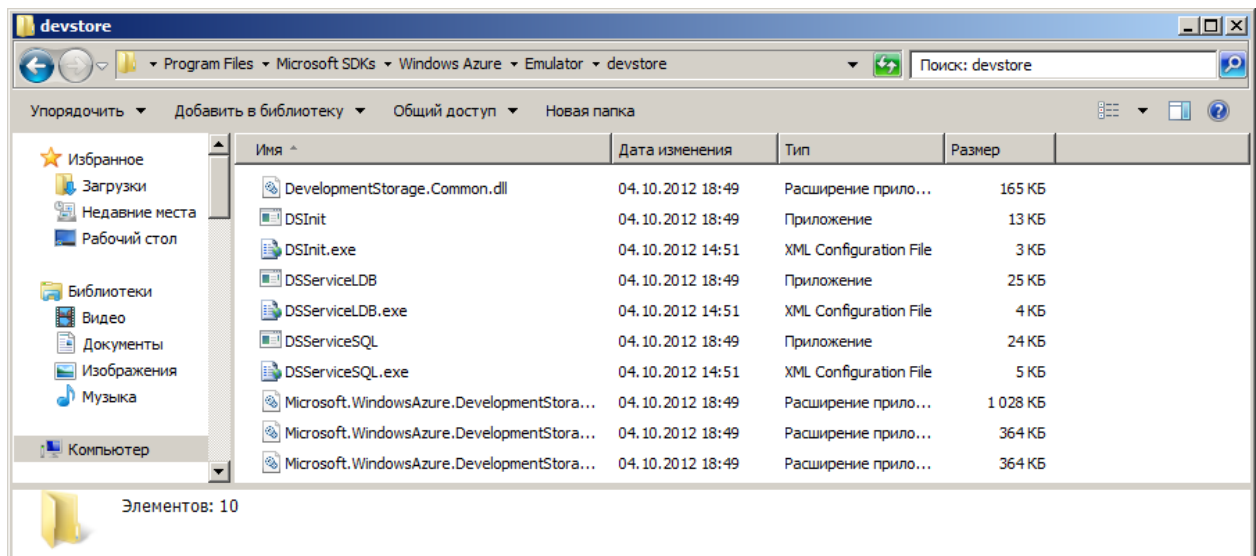 devstore
Program Files Microsoft SDKs Windows Azure Emulator devstore Поиск: devstore
Упорядочить Добавить в библиотеку Общий доступ Новая папка
Избранное
Загрузки
Недавние места
Рабочий стол
Библиотеки
Видео
Документы
Изображения
Музыка
Компьютер
Имя Дата изменения Тип Размер
DevelopmentStorage.Common.dll 04.10.2012 18:49 Расширение прило... 165 КБ
DSInit 04.10.2012 18:49 Приложение 13 КБ
DSInit.exe 04.10.2012 14:51 XML Configuration File 3 КБ
DSServiceLDB 04.10.2012 18:49 Приложение 25 КБ
DSServiceLDB.exe 04.10.2012 14:51 XML Configuration File 4 КБ
DSServiceSQL 04.10.2012 18:49 Приложение 24 КБ
DSServiceSQL.exe 04.10.2012 14:51 XML Configuration File 5 КБ
Microsoft.WindowsAzure.DevelopmentStora... 04.10.2012 18:49 Расширение прило... 1 028 КБ
Microsoft.WindowsAzure.DevelopmentStora... 04.10.2012 18:49 Расширение прило... 364 КБ
Microsoft.WindowsAzure.DevelopmentStora... 04.10.2012 18:49 Расширение прило... 364 КБ
Элементов: 10